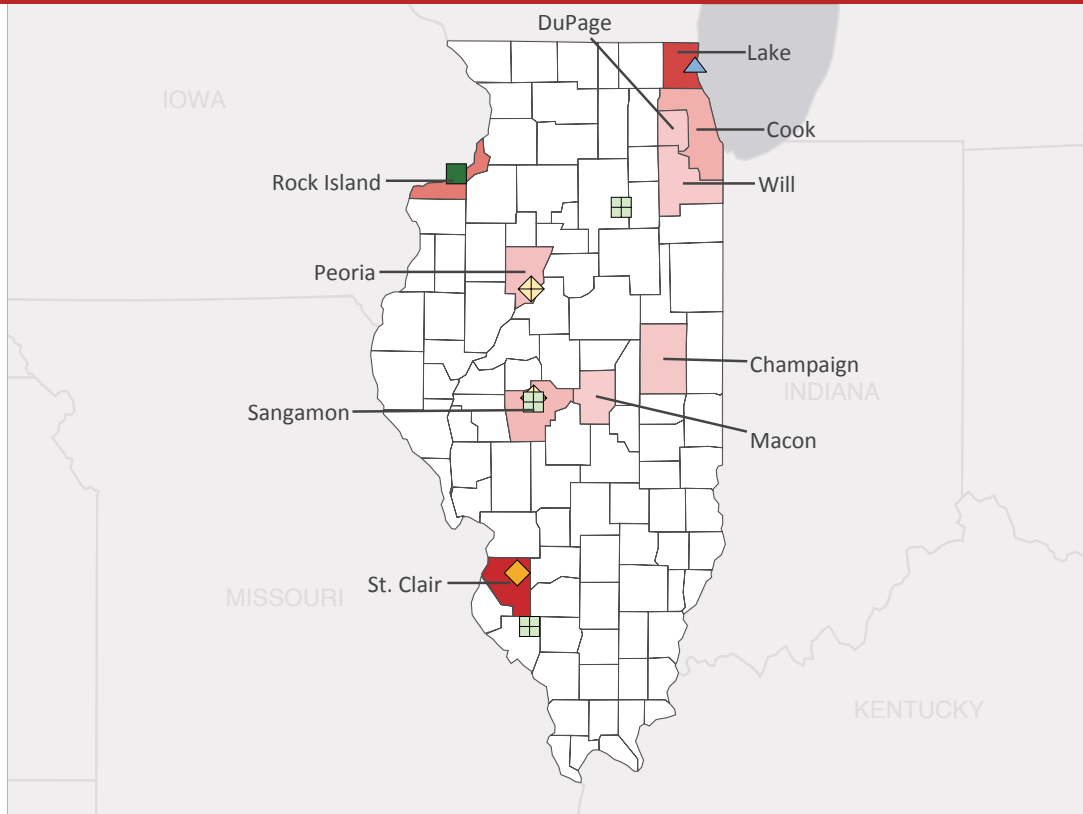 DuPage
Lake
IOWA
Cook
Rock Island
Will
Peoria
Champaign
INDIANA
Sangamon
Macon
St. Clair
MISSOURI
KENTUCKY